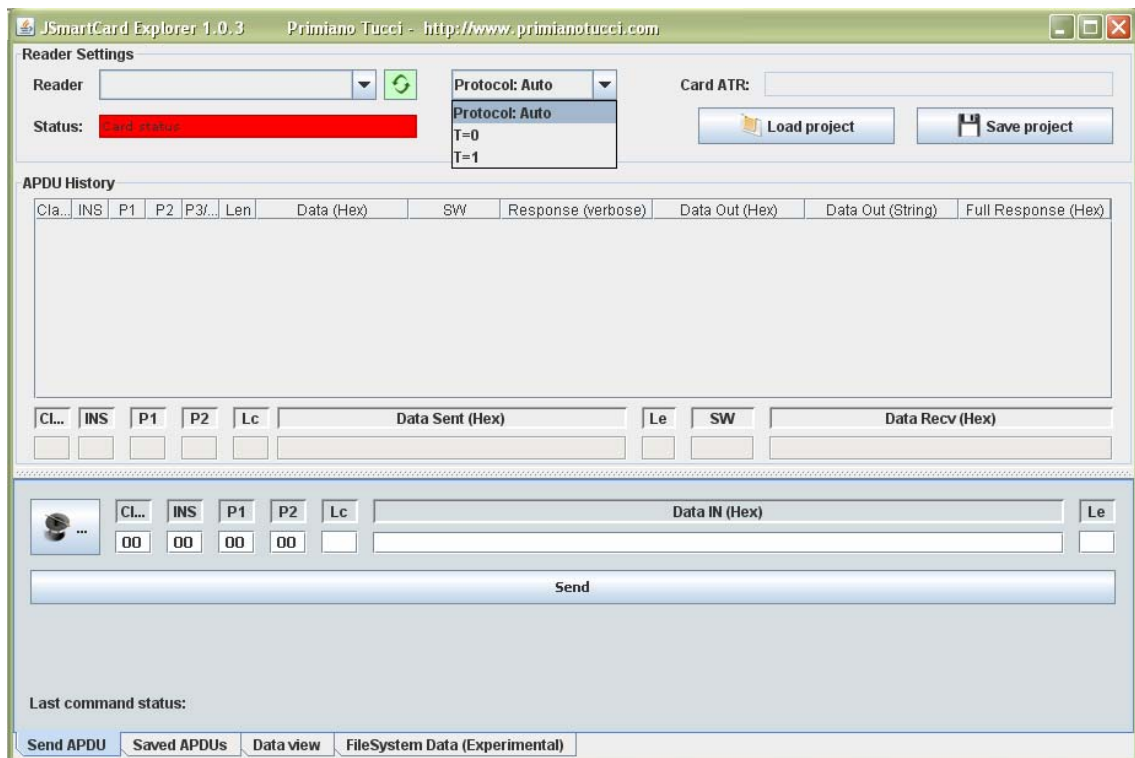 JSmartCard Explorer 1.0.3 Primiano Tucci - http://www.primianotucci.com
Reader Settings
Reader Protocol: Auto Card ATR:
Protocol: Auto
Status: Card status T=0 Load project Save project
T=1
APDU History
Cla... INS P1 P2 P3/... Len Data (Hex) SW Response (verbose) Data Out (Hex) Data Out (String) Full Response (Hex)
Cl... INS P1 P2 Lc Data Sent (Hex) Le SW Data Recv (Hex)
... Cl... INS P1 P2 Lc Data IN (Hex) Le
00 00 00 00
Send
Last command status:
Send APDU Saved APDUs Data view FileSystem Data (Experimental)